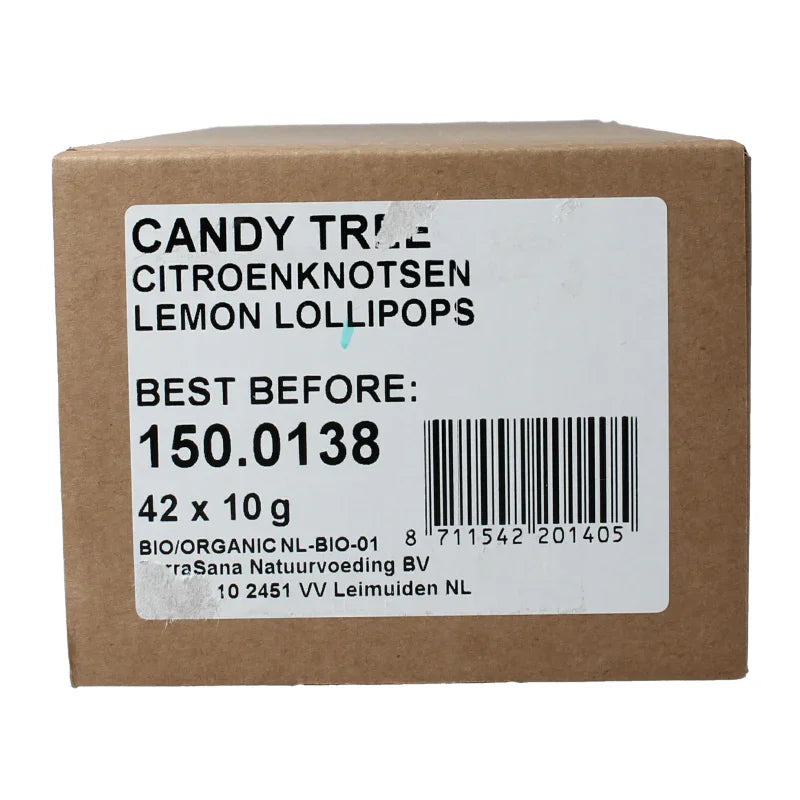 CANDY TREE
CITROENKNOTSEN
LEMON LOLLIPOPS
BEST BEFORE:
150.0138
42 x 10 g
8 711542 201405
BIO/ORGANIC NL-BIO-01
TerraSana Natuurvoeding BV
10 2451 VV Leimuiden NL